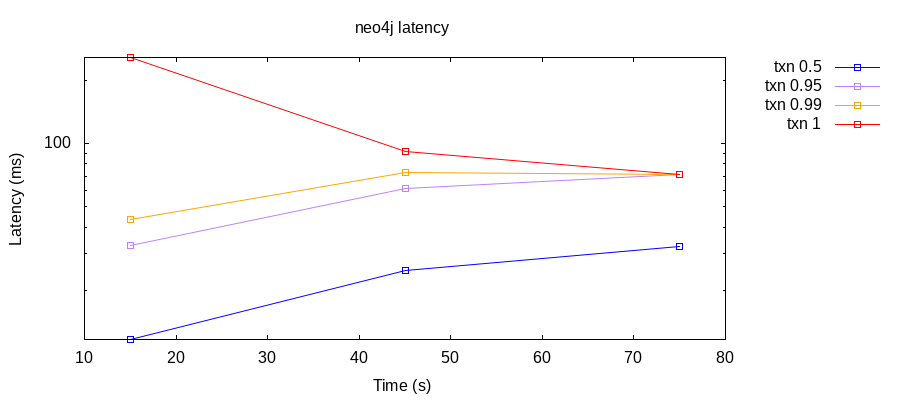 neo4j latency
txn 0.5
txn 0.95
txn 0.99
txn 1
100
Latency (ms)
10 20 30 40 50 60 70 80
Time (s)